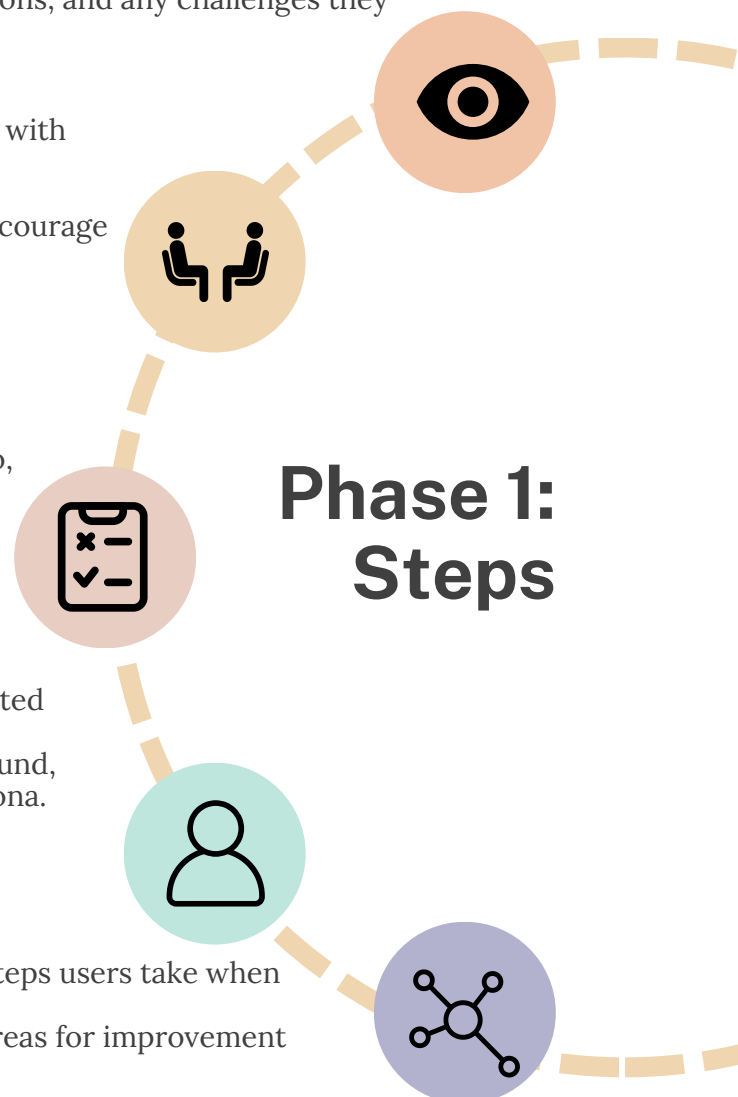 ons, and any challenges they
with
courage
o,
Phase 1:
Steps
ted
und,
ona.
teps users take when
reas for improvement